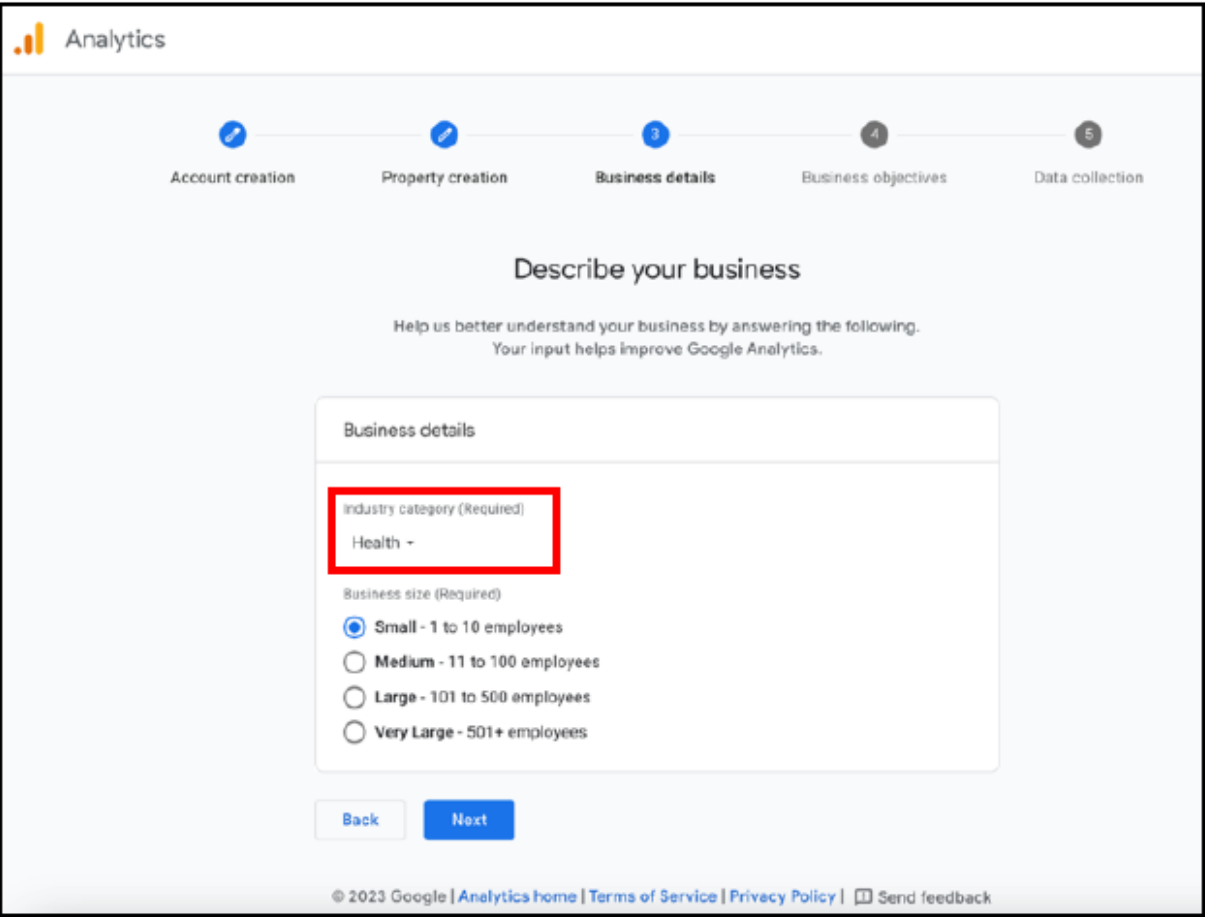 Analytics
3
4
5
Account creation
Property creation
Business details
Business objectives
Data collection
Describe your business
Help us better understand your business by answering the following.
Your input helps improve Google Analytics.
Business details
Industry category (Required)
Health
Business size (Required)
Small - 1 to 10 employees
Medium - 11 to 100 employees
Large - 101 to 500 employees
Very Large - 501+ employees
Back
Next
© 2023 Google | Analytics home | Terms of Service | Privacy Policy | Send feedback